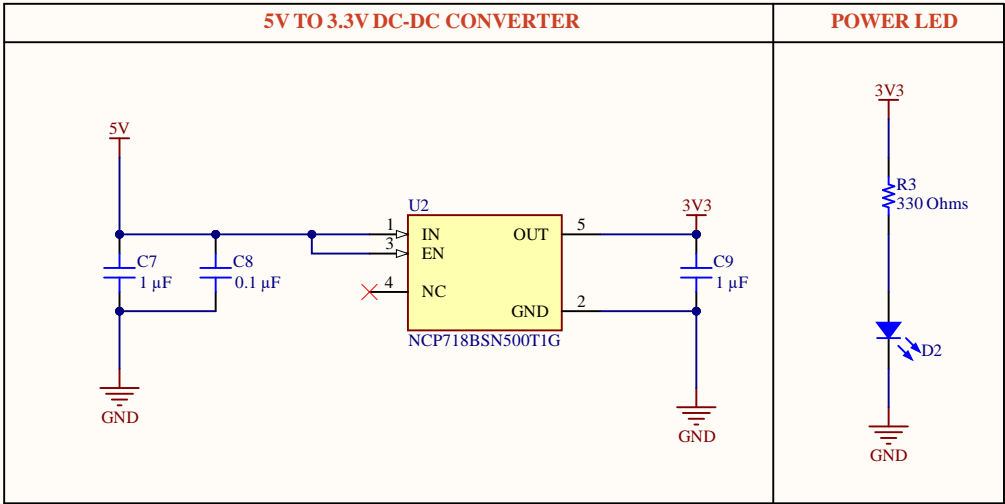 5V TO 3.3V DC-DC CONVERTER
POWER LED
5V
C7
1 µF
C8
0.1 µF
U2
1
IN
3
EN
4
NC
OUT
5
GND
2
NCP718BSN500T1G
3V3
C9
1 µF
GND
GND
3V3
R3
330 Ohms
D2
GND